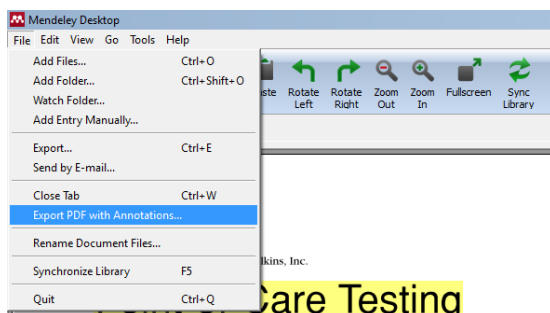 Mendeley Desktop
File Edit View Go Tools Help
Add Files... Ctrl+O
Add Folder... Ctrl+Shift+O
Watch Folder...
Add Entry Manually...
Export... Ctrl+E
Send by E-mail...
Close Tab Ctrl+W
Export PDF with Annotations...
Rename Document Files...
Synchronize Library F5
Quit Ctrl+Q
Rotate Left
Rotate Right
Zoom Out
Zoom In
Fullscreen
Sync Library
Inc.
Care Testing